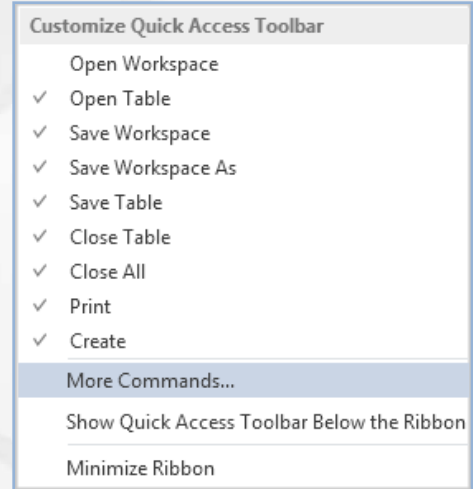 Customize Quick Access Toolbar
Open Workspace
✓ Open Table
✓ Save Workspace
✓ Save Workspace As
✓ Save Table
✓ Close Table
✓ Close All
✓ Print
✓ Create
More Commands...
Show Quick Access Toolbar Below the Ribbon
Minimize Ribbon